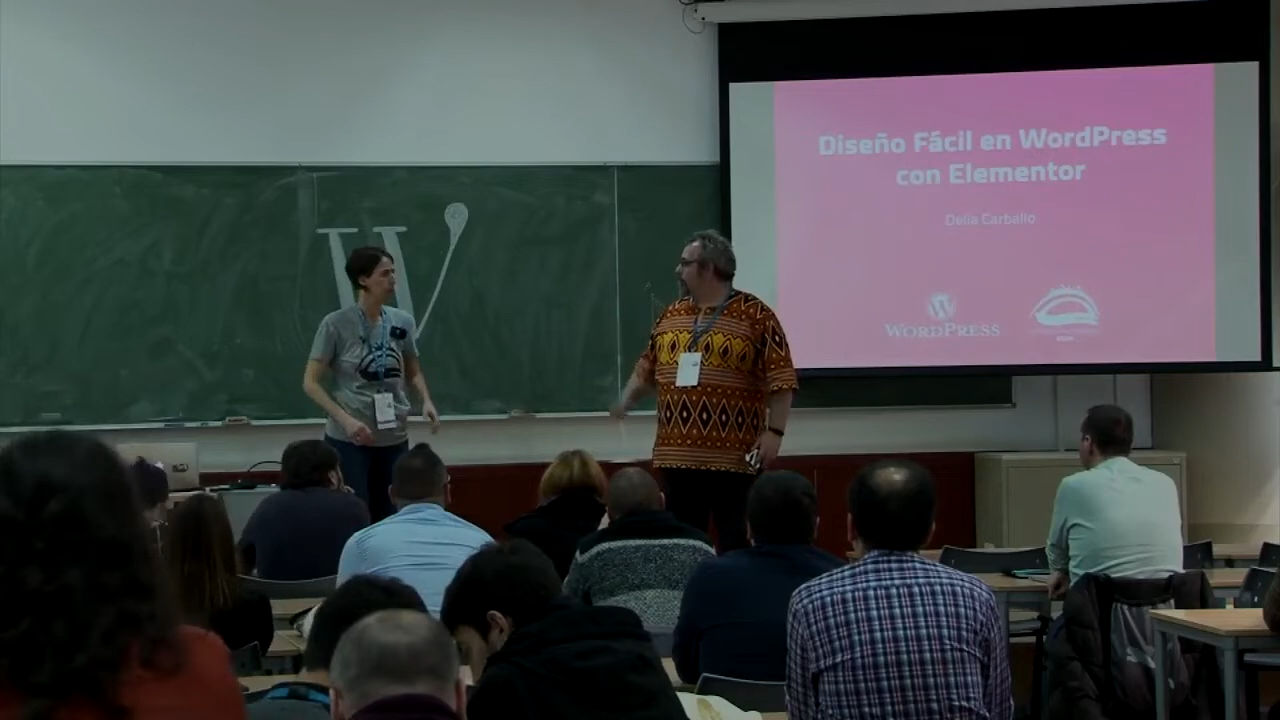 W
Diseño Fácil en WordPress
con Elementor
Delia Carballo
WORDPRESS